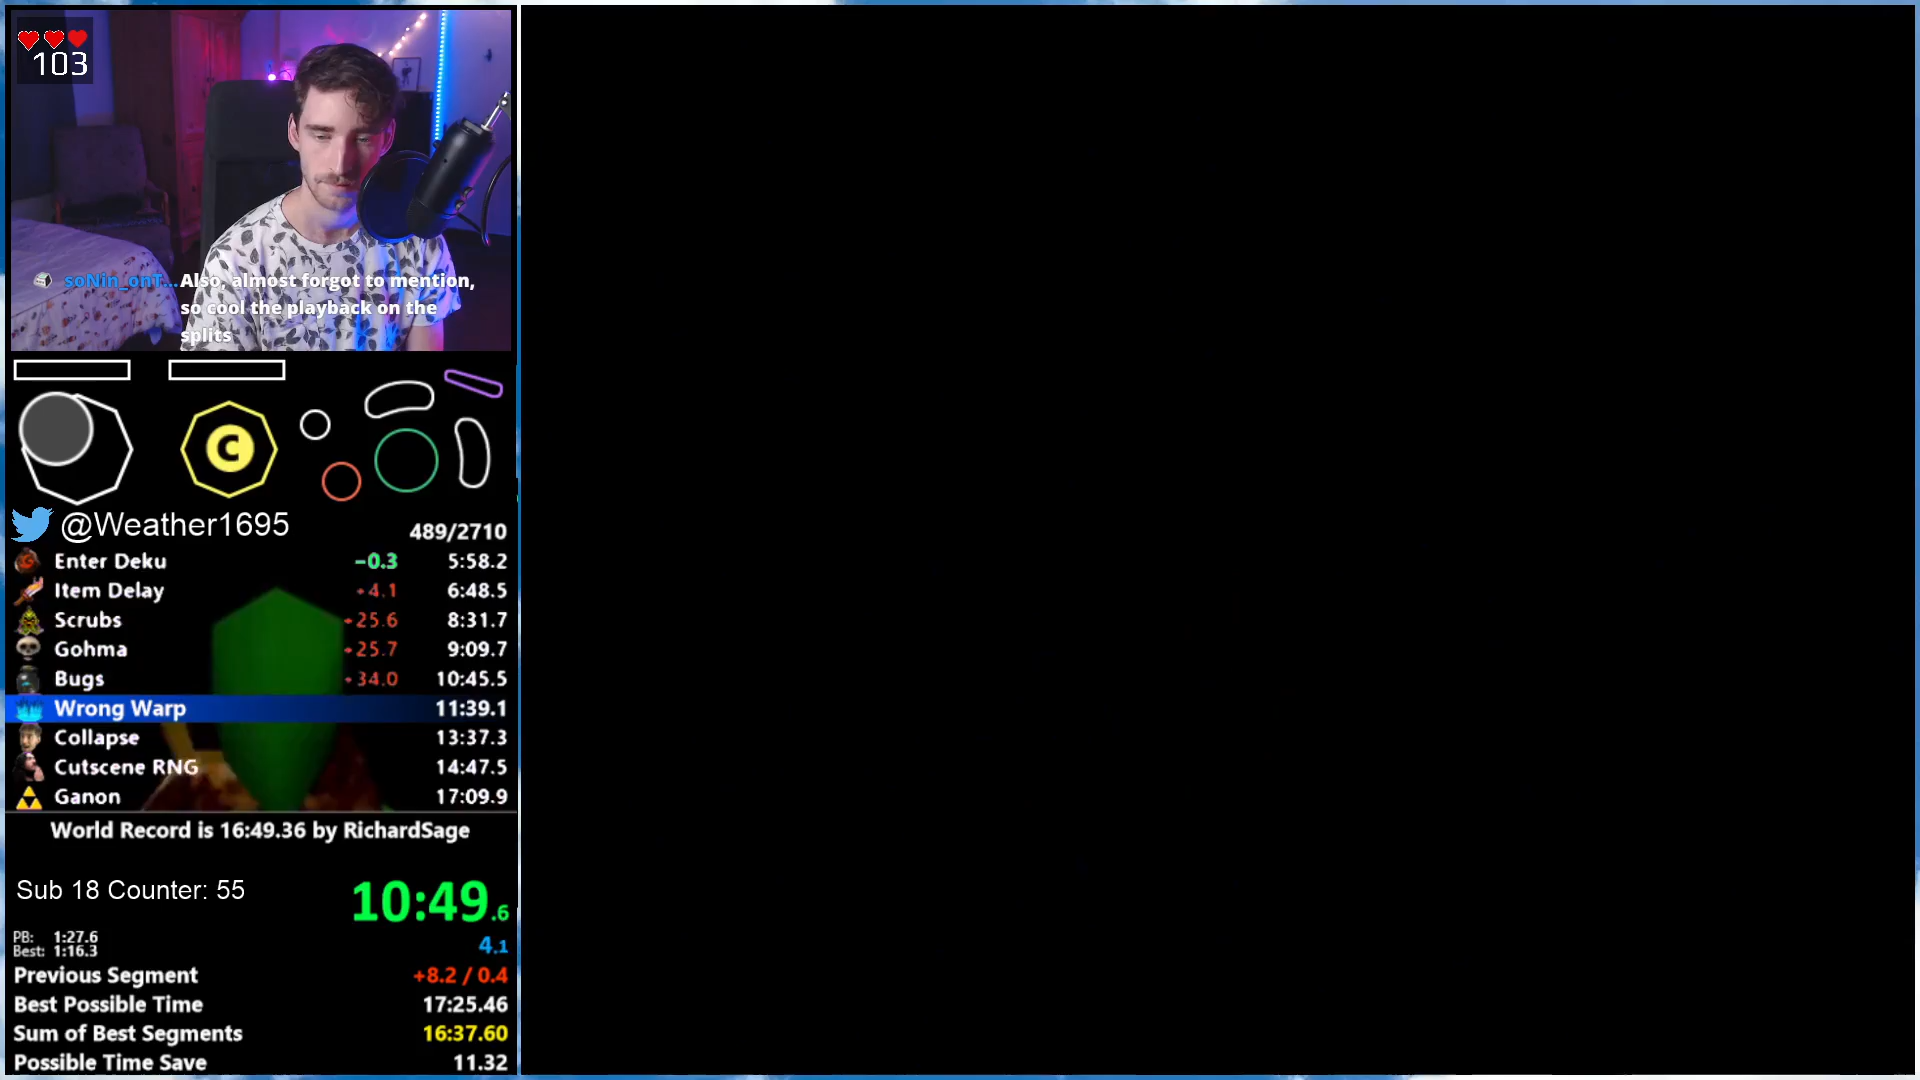 103
soNin_onT... Also, almost forgot to mention,
so cool the playback on the
splits
C
@Weather1695
489/2710
Enter Deku -0.3 5:58.2
Item Delay +4.1 6:48.5
Scrubs +25.6 8:31.7
Gohma +25.7 9:09.7
Bugs +34.0 10:45.5
Wrong Warp 11:39.1
Collapse 13:37.3
Cutscene RNG 14:47.5
Ganon 17:09.9
World Record is 16:49.36 by RichardSage
Sub 18 Counter: 55
10:49.6
PB: 1:27.6
Best: 1:16.3
4.1
Previous Segment +8.2 / 0.4
Best Possible Time 17:25.46
Sum of Best Segments 16:37.60
Possible Time Save 11.32